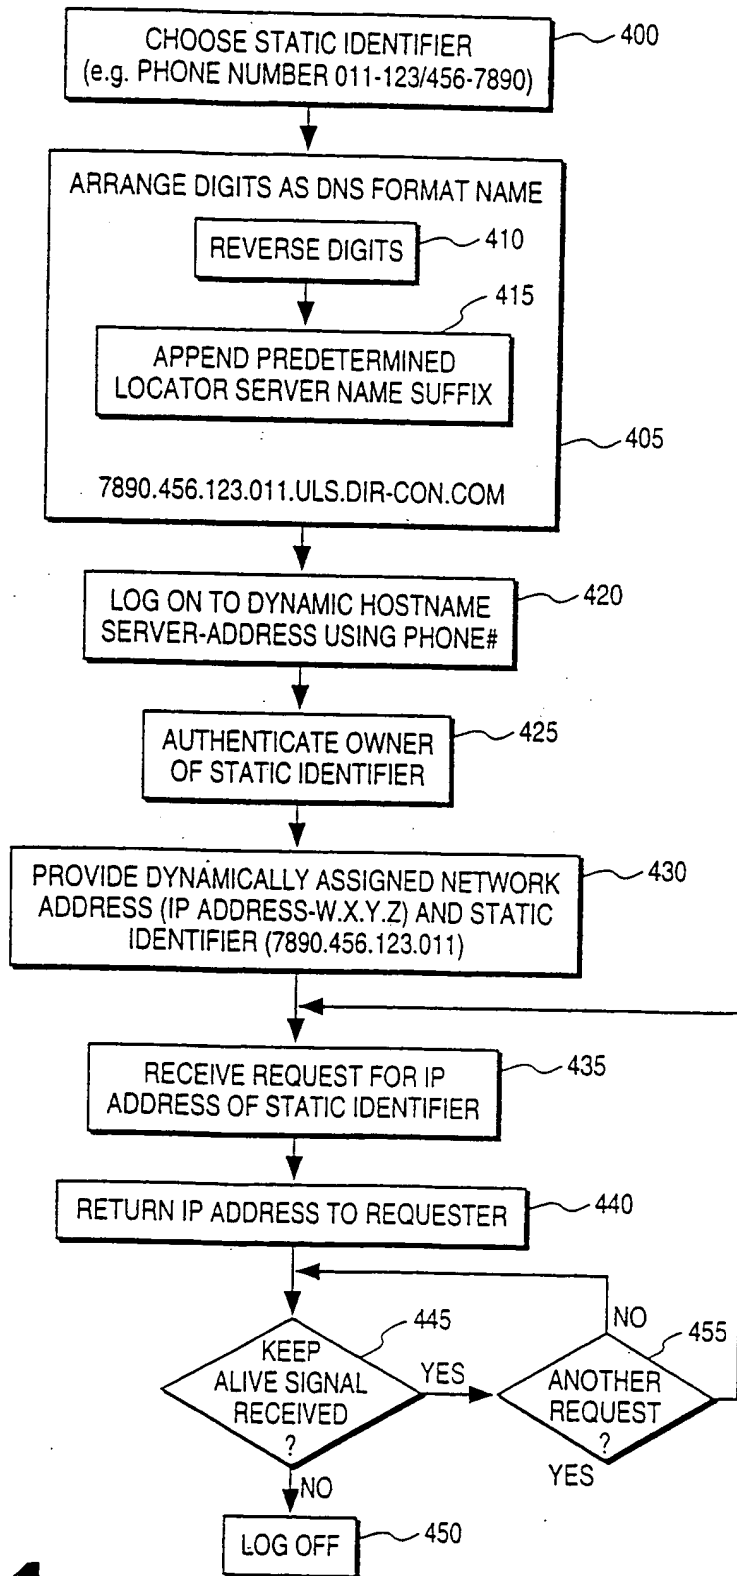 CHOOSE STATIC IDENTIFIER
(e.g. PHONE NUMBER 011-123/456-7890)
400
ARRANGE DIGITS AS DNS FORMAT NAME
REVERSE DIGITS
410
415
APPEND PREDETERMINED
LOCATOR SERVER NAME SUFFIX
405
7890.456.123.011.ULS.DIR-CON.COM
LOG ON TO DYNAMIC HOSTNAME
SERVER-ADDRESS USING PHONE#
420
AUTHENTICATE OWNER
OF STATIC IDENTIFIER
425
PROVIDE DYNAMICALLY ASSIGNED NETWORK
ADDRESS (IP ADDRESS-W.X.Y.Z) AND STATIC
IDENTIFIER (7890.456.123.011)
430
RECEIVE REQUEST FOR IP
ADDRESS OF STATIC IDENTIFIER
435
RETURN IP ADDRESS TO REQUESTER
440
KEEP
ALIVE SIGNAL
RECEIVED
?
445
YES
NO
ANOTHER
REQUEST
?
455
NO
YES
LOG OFF
450